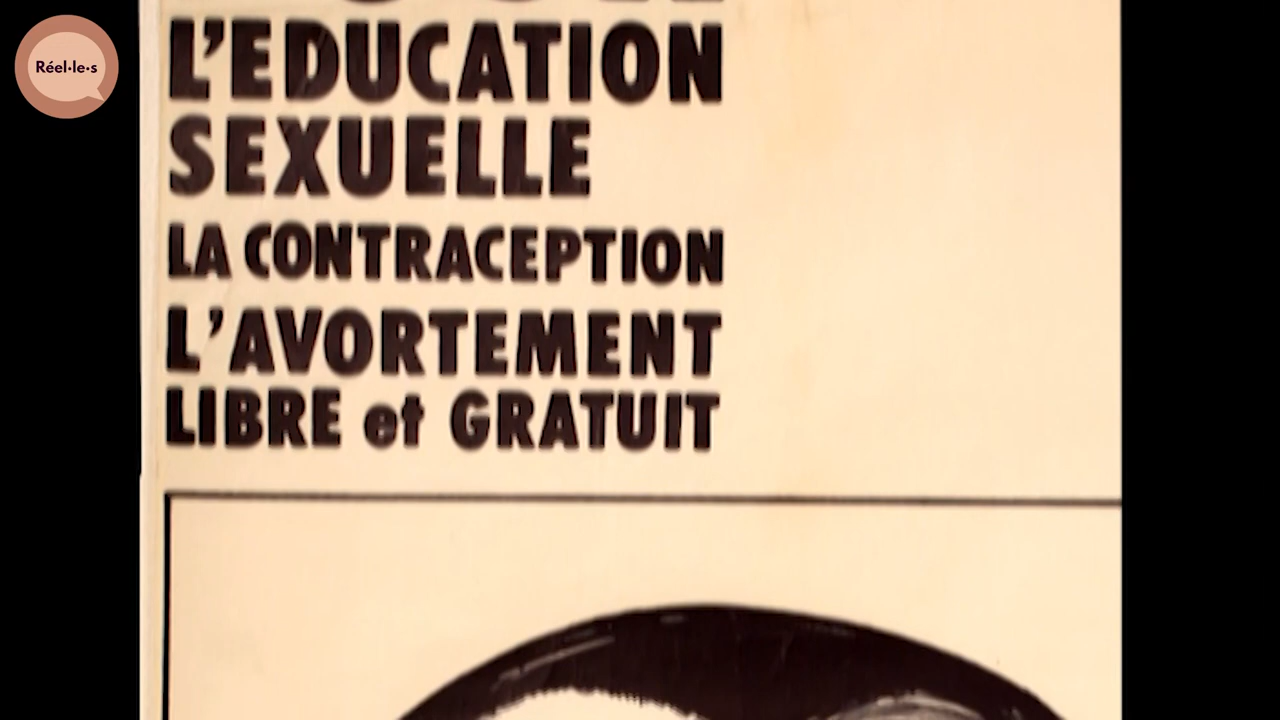 Réel·le·s
L'EDUCATION
SEXUELLE
LA CONTRACEPTION
L'AVORTEMENT
LIBRE et GRATUIT